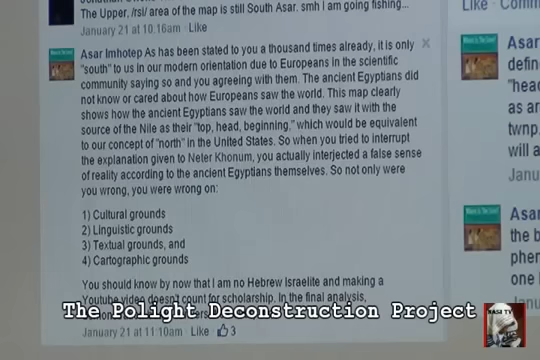 The Upper, /rsi/ area of the map is still South Asar. smh I am going fishing...
January 21 at 10:16am · Like
Asar Imhotep As has been stated to you a thousand times already, it is only
"south" to us in our modern orientation due to Europeans in the scientific
community saying so and you agreeing with them. The ancient Egyptians did
not know or cared about how Europeans saw the world. This map clearly
shows how the ancient Egyptians saw the world and they saw it with the
source of the Nile as their "top, head, beginning," which would be equivalent
to our concept of "north" in the United States. So when you tried to interrupt
the explanation given to Neter Khonum, you actually interjected a false sense
of reality according to the ancient Egyptians themselves. So not only were
you wrong, you were wrong on:
1) Cultural grounds
2) Linguistic grounds
3) Textual grounds, and
4) Cartographic grounds
You should know by now that I am no Hebrew Israelite and making a
Youtube video doesn't count for scholarship. In the final analysis,
January 21 at 11:10am · Like · 3
Like · Comm
Asar
defin
"head
as ar
twnp.
will a
Janu
Asar
the b
phen
one l
Janu
The Polight Deconstruction Project
RASI TV